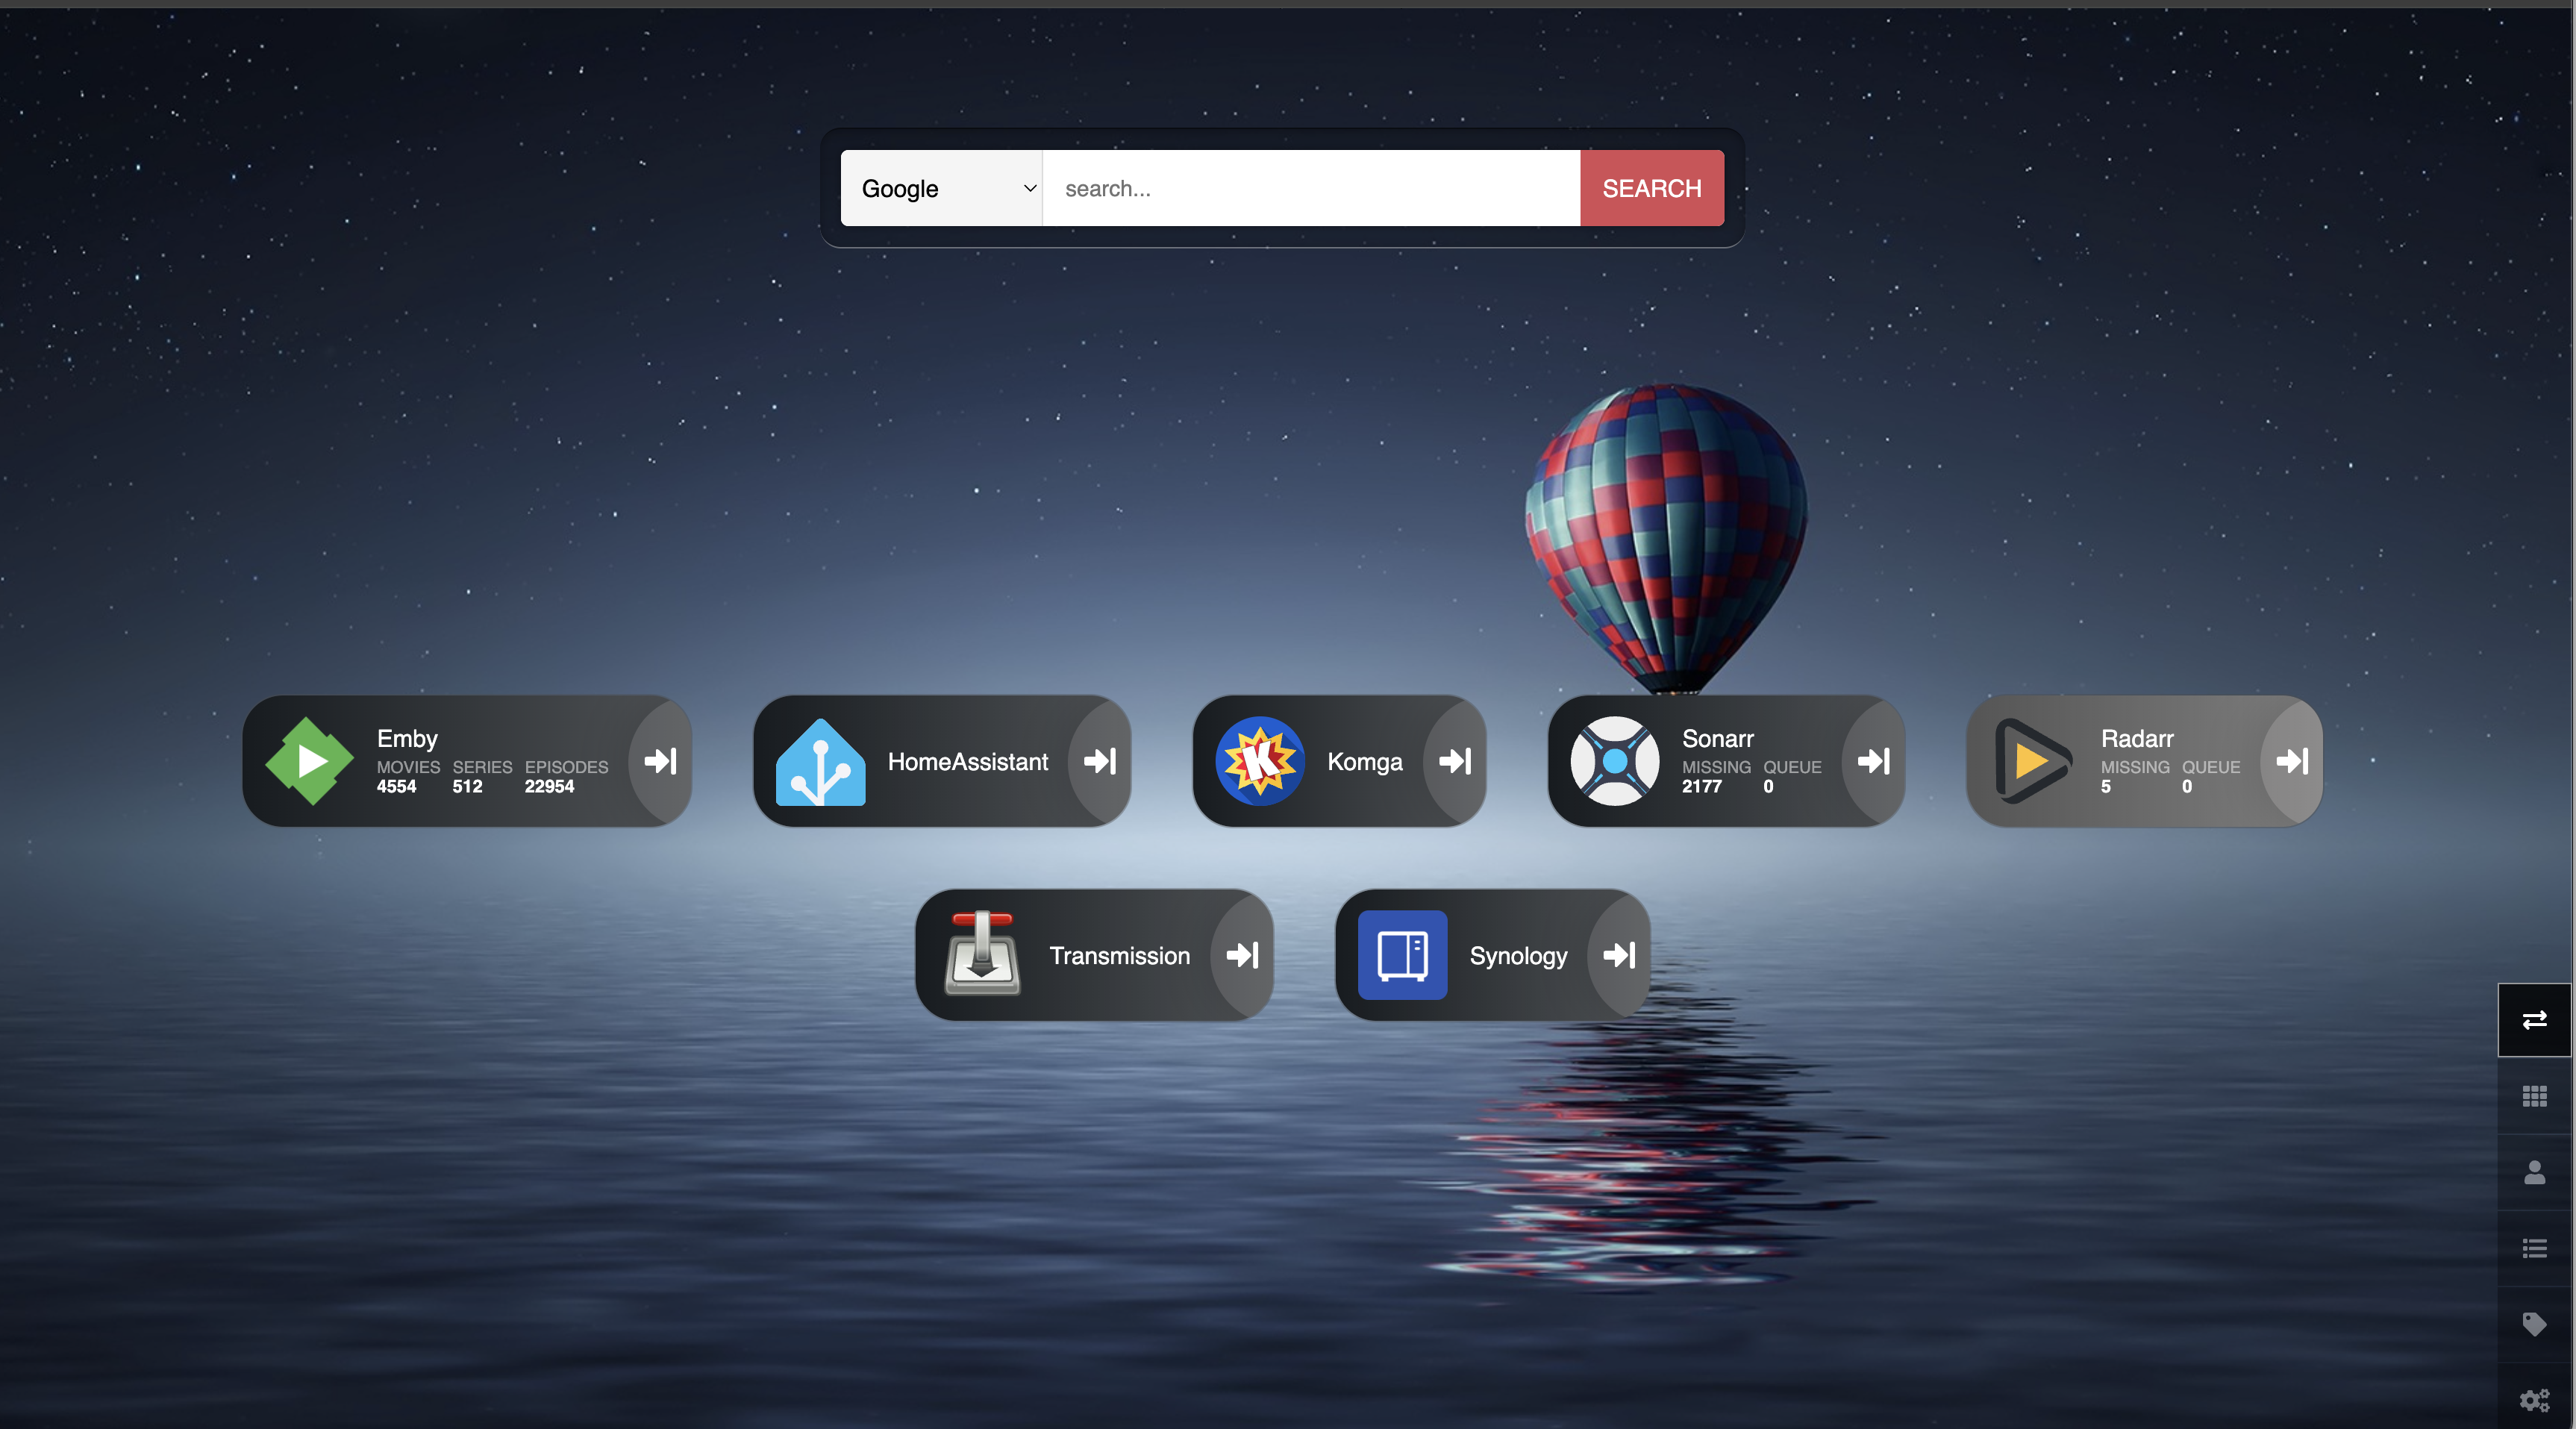 Google
search...
SEARCH
Emby
MOVIES SERIES EPISODES
4554 512 22954
HomeAssistant
K
Komga
Sonarr
MISSING QUEUE
2177 0
Radarr
MISSING QUEUE
5 0
Transmission
Synology